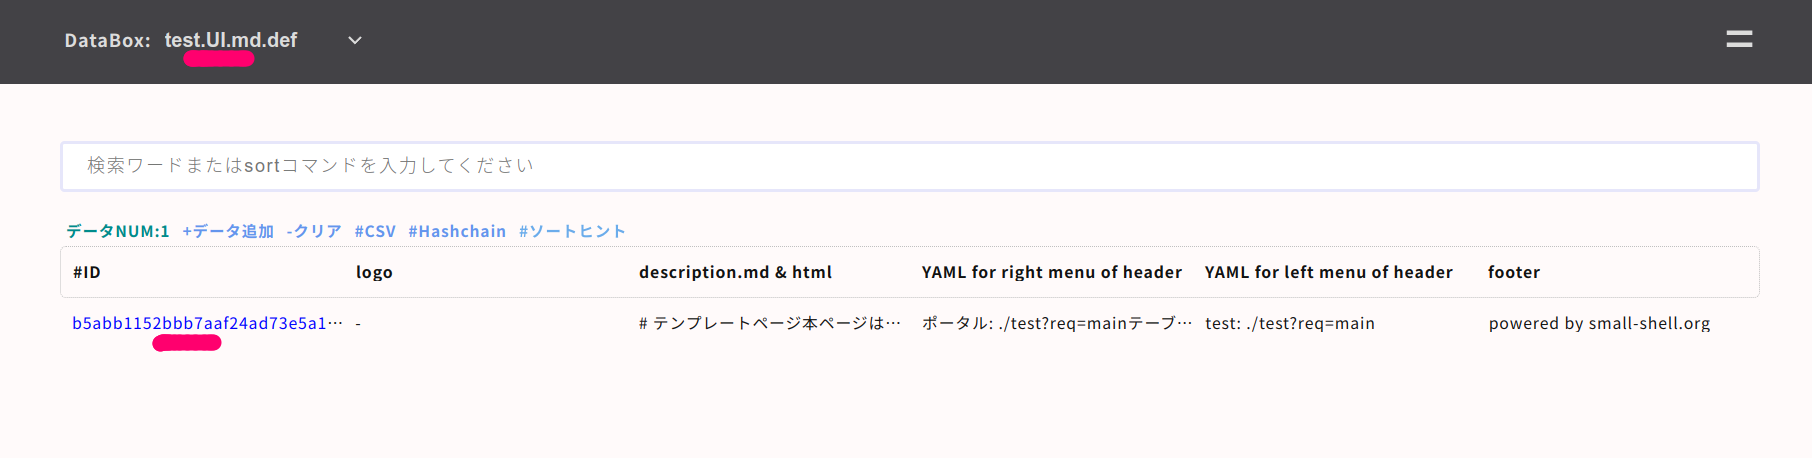 DataBox: test.UI.md.def
検索ワードまたはsortコマンドを入力してください
データNUM:1 +データ追加 -クリア #CSV #Hashchain #ソートヒント
#ID logo description.md & html YAML for right menu of header YAML for left menu of header footer
b5abb1152bbb7aaf24ad73e5a1… - # テンプレートページ本ページは… ポータル: ./test?req=mainテーブ… test: ./test?req=main powered by small-shell.org